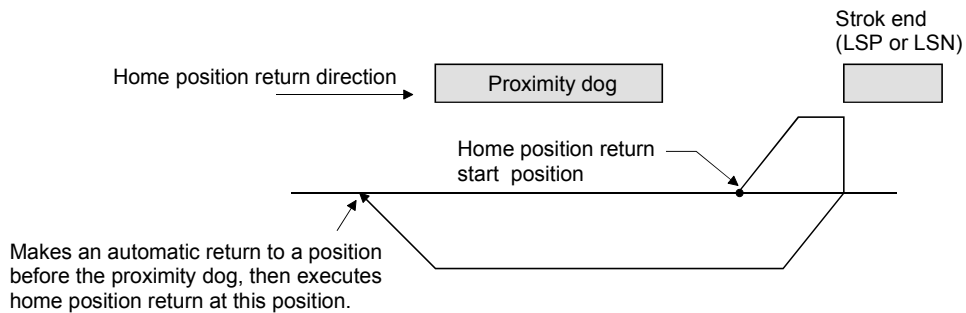 Strok end
(LSP or LSN)
Home position return direction
Proximity dog
Home position return
start position
Makes an automatic return to a position
before the proximity dog, then executes
home position return at this position.